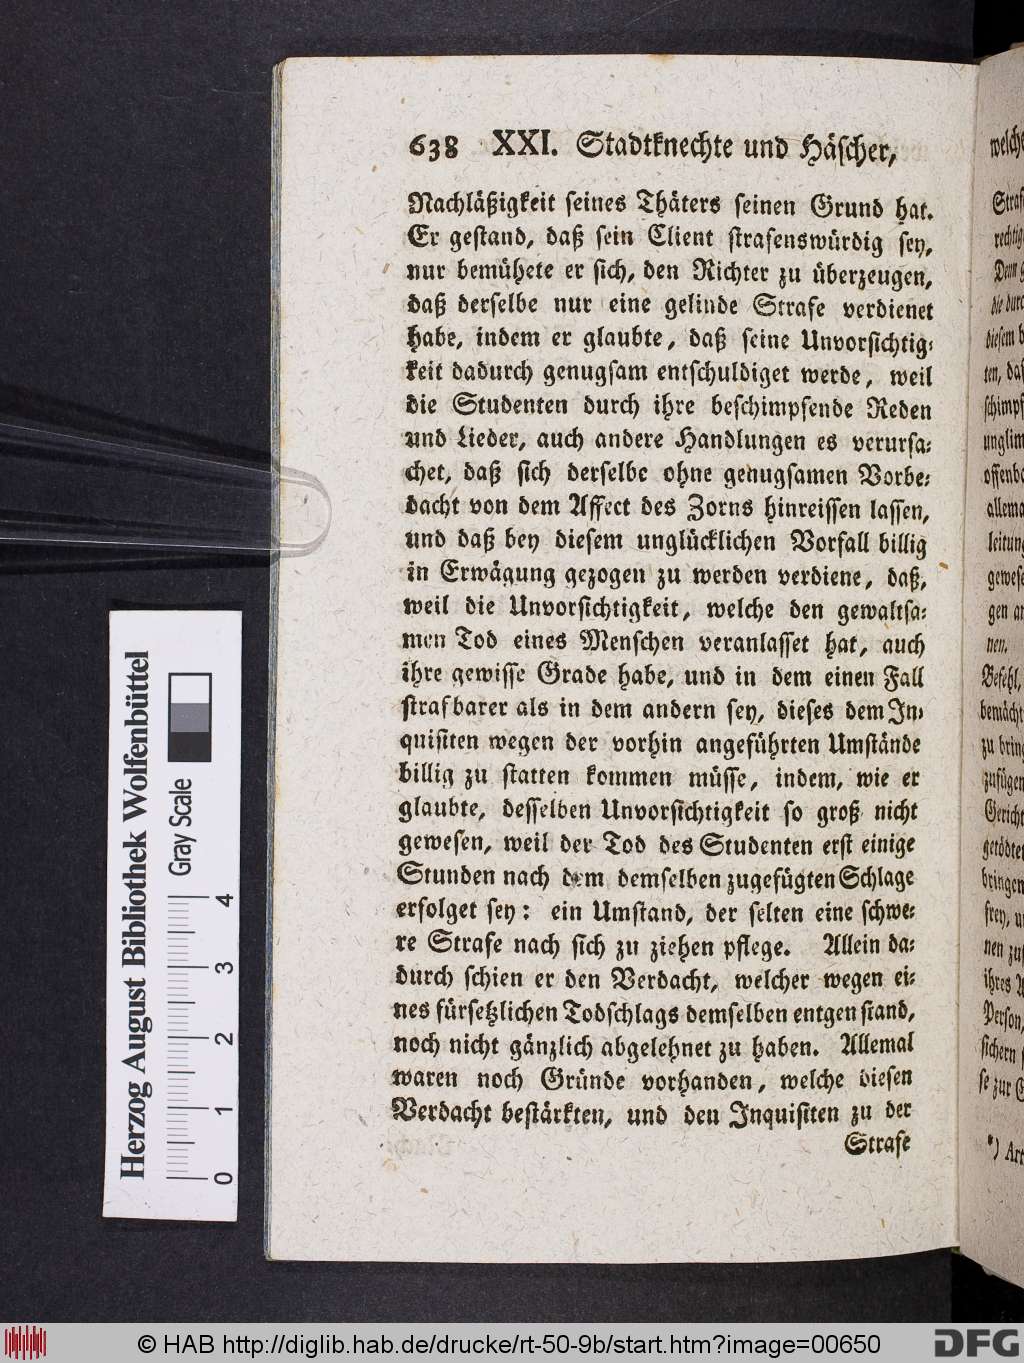 638 XXI. Stadtknechte und Häscher,
Nachläßigkeit seines Thäters seinen Grund hat.
Er gestand, daß sein Client strafenswürdig sey,
nur bemühete er sich, den Richter zu überzeugen,
daß derselbe nur eine gelinde Strafe verdienet
habe, indem er glaubte, daß seine Unvorsichtig-
keit dadurch genugsam entschuldiget werde, weil
die Studenten durch ihre beschimpfende Reden
und Lieder, auch andere Handlungen es verursa-
chet, daß sich derselbe ohne genugsamen Vorbe-
dacht von dem Affect des Zorns hinreissen lassen,
und daß bey diesem unglücklichen Vorfall billig
in Erwägung gezogen zu werden verdiene, daß,
weil die Unvorsichtigkeit, welche den gewaltsa-
men Tod eines Menschen veranlasset hat, auch
ihre gewisse Grade habe, und in dem einen Fall
strafbarer als in dem andern sey, dieses dem In-
quisiten wegen der vorhin angeführten Umstände
billig zu statten kommen müsse, indem, wie er
glaubte, desselben Unvorsichtigkeit so groß nicht
gewesen, weil der Tod des Studenten erst einige
Stunden nach dem demselben zugefügten Schlage
erfolget sey: ein Umstand, der selten eine schwe-
re Strafe nach sich zu ziehen pflege. Allein da-
durch schien er den Verdacht, welcher wegen ei-
nes fürsetzlichen Todschlags demselben entgen stand,
noch nicht gänzlich abgelehnet zu haben. Allemal
waren noch Gründe vorhanden, welche diesen
Verdacht bestärkten, und den Inquisiten zu der
Strafe
Herzog August Bibliothek Wolfenbüttel
Gray Scale
0 1 2 3 4
© HAB http://diglib.hab.de/drucke/rt-50-9b/start.htm?image=00650
DFG